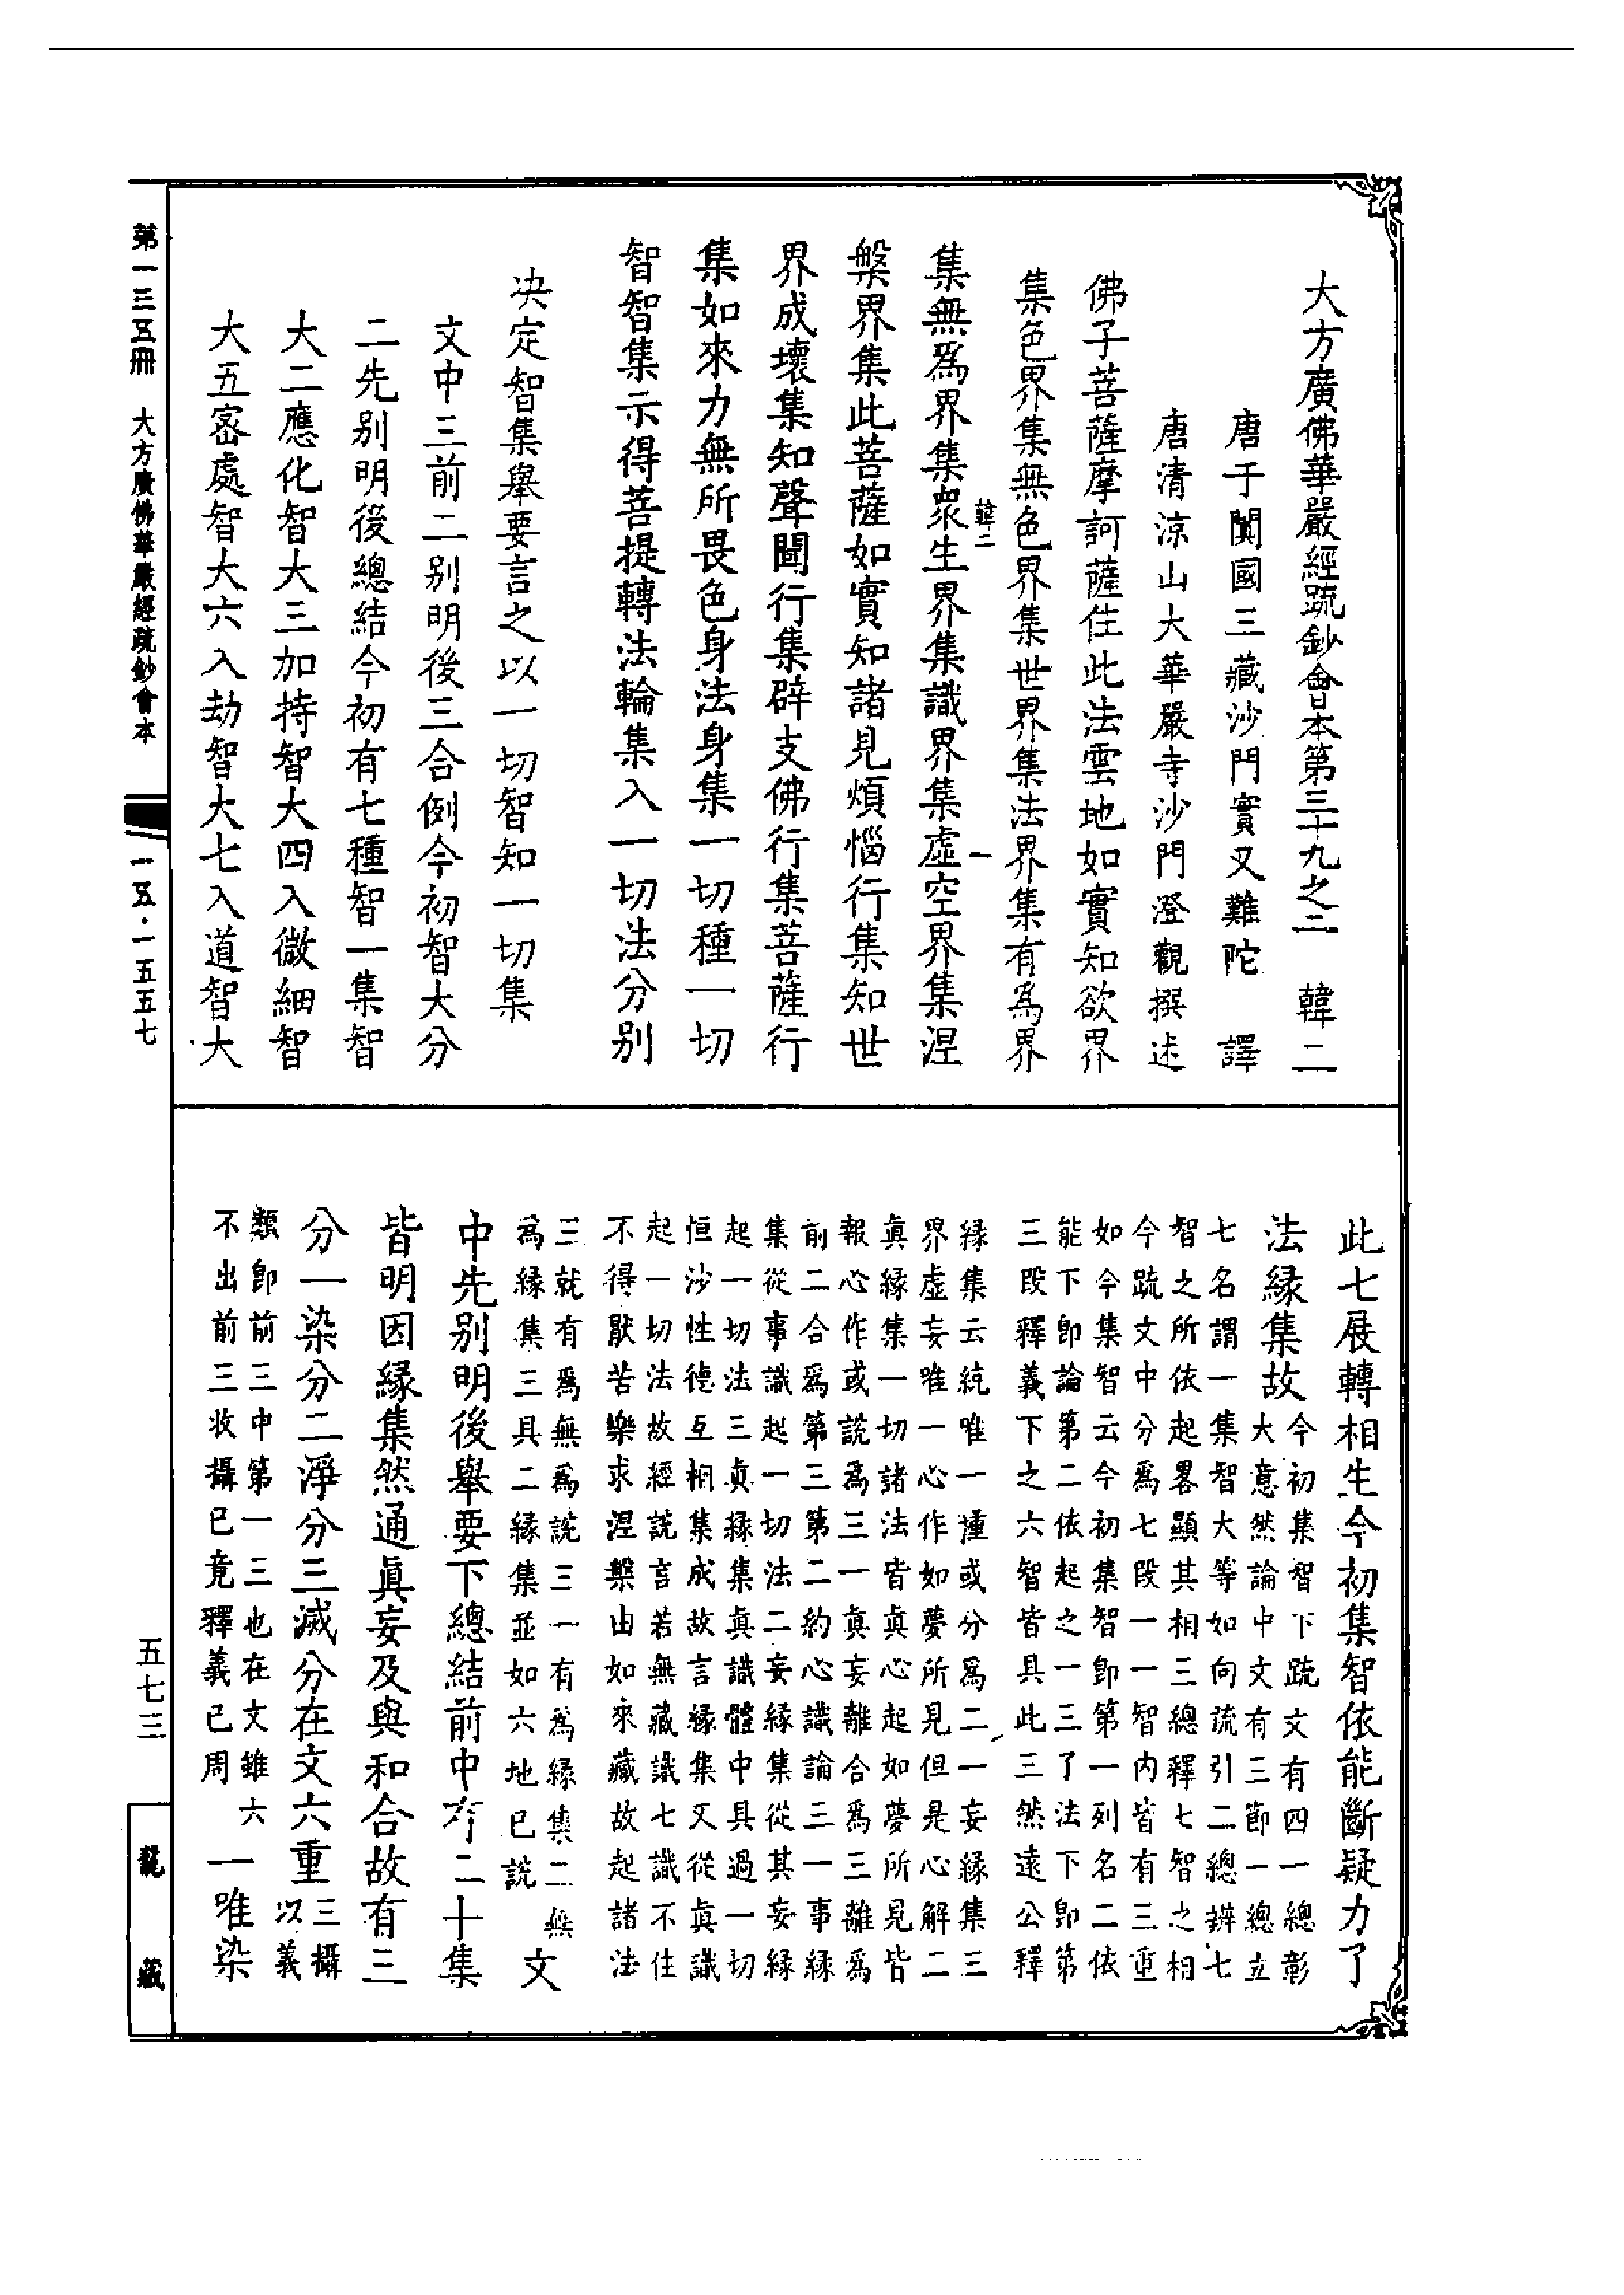 大方廣佛華嚴經疏鈔會本第三十九之二　韓二
唐于闐國三藏沙門實叉難陀　譯
唐清涼山大華嚴寺沙門澄觀撰述
佛子菩薩摩訶薩住此法雲地如實知欲界
集色界集無色界集世界集法界集有為界
韓二　一
集無為界集眾生界集識界集虛空界集涅
槃界集此菩薩如實知諸見煩惱行集知世
界成壞集知聲聞行集辟支佛行集菩薩行
集如來力無所畏色身法身集一切種一切
智智集示得菩提轉法輪集入一切法分別
決定智集舉要言之以一切智知一切集
文中三前二別明後三合例今初智大分
二先別明後總結今初有七種智一集智
大二應化智大三加持智大四入微細智
大五密處智大六入劫智大七入道智大
此七展轉相生今初集智依能斷疑力了
法緣集故
今初集智下疏文有四一總彰
大意然論中文有三節一總立
七名謂一集智大等如向疏引二總辨七
智之所依起畧顯其相三總釋七智之相
今疏文中分為七段一一智內皆有三重
如今集智云今初集智即第一列名二依
能下即論第二依起之一三了法下即第
三段釋義下之六智皆具此三然遠公釋
緣集云統唯一種或分為二一妄緣集三
界虛妄唯一心作如夢所見但是心解二
真緣集一切諸法皆真心起如夢所見皆
報心作或說為三一真妄離合為三離為
前二合為第三第二約心識論三一事緣
集從事識起一切法二妄緣集從其妄緣
起一切法三真緣集真識體中具過一切
恒沙性德互相集成故言緣集又從真識
起一切法故經說言若無藏識七識不住
不得厭苦樂求涅槃由如來藏故起諸法
三就有為無為說三一有為緣集二無
為緣集三具二緣集並如六地已說
文
中先別明後舉要下總結前中有二十集
皆明因緣集然通真妄及與和合故有三
分一染分二淨分三滅分在文六重
三攝
以義
類即前三中第一三也在文雖六
不出前三收攝已竟釋義已周
一唯染
第一三五冊　大方廣佛華嚴經疏鈔會本
一五·一五五七
五七三
龍藏